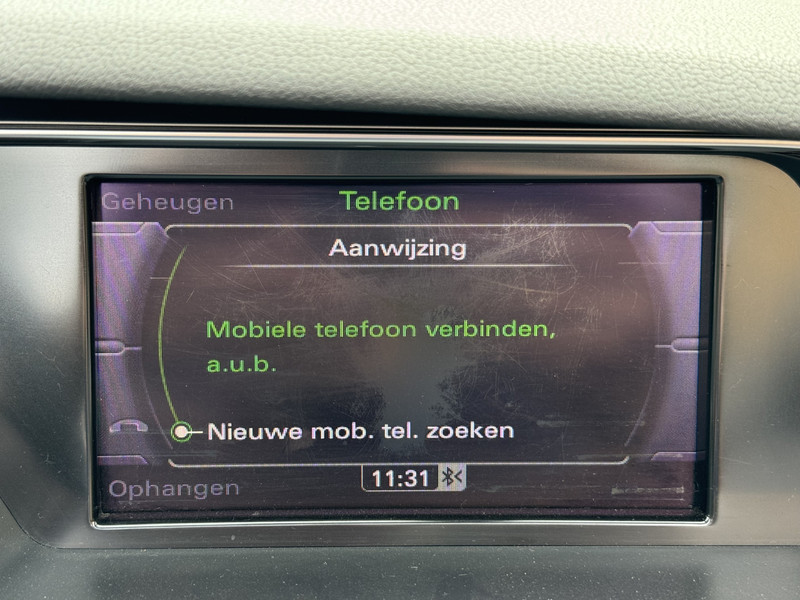 Geheugen
Telefoon
Aanwijzing
Mobiele telefoon verbinden,
a.u.b.
Nieuwe mob. tel. zoeken
11:31
Ophangen